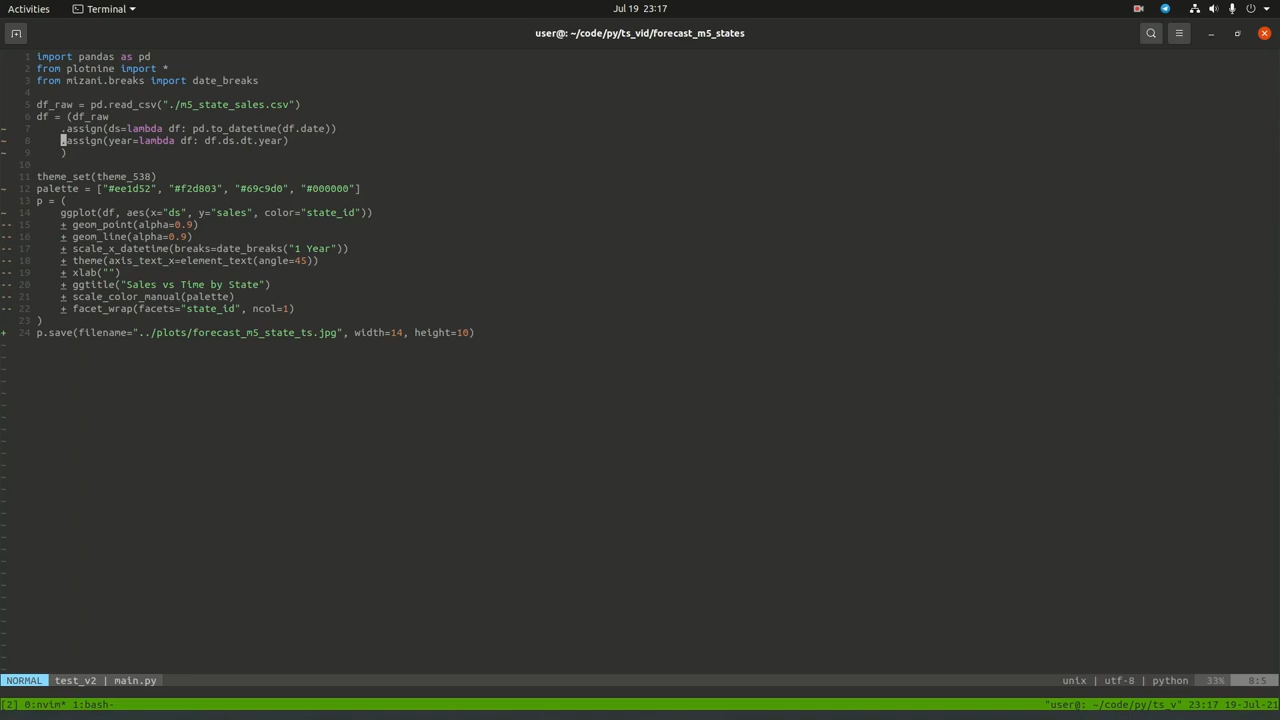 Activities Terminal Jul 19 23:17
user@: ~/code/py/ts_vid/forecast_m5_states
1 import pandas as pd
2 from plotnine import *
3 from mizani.breaks import date_breaks
4
5 df_raw = pd.read_csv("./m5_state_sales.csv")
6 df = (df_raw
~ 7     .assign(ds=lambda df: pd.to_datetime(df.date))
~ 8     .assign(year=lambda df: df.ds.dt.year)
~ 9     )
10
11 theme_set(theme_538)
~ 12 palette = ["#ee1d52", "#f2d803", "#69c9d0", "#000000"]
13 p = (
~ 14     ggplot(df, aes(x="ds", y="sales", color="state_id"))
-- 15     + geom_point(alpha=0.9)
-- 16     + geom_line(alpha=0.9)
-- 17     + scale_x_datetime(breaks=date_breaks("1 Year"))
-- 18     + theme(axis_text_x=element_text(angle=45))
-- 19     + xlab("")
-- 20     + ggtitle("Sales vs Time by State")
-- 21     + scale_color_manual(palette)
-- 22     + facet_wrap(facets="state_id", ncol=1)
23 )
+ 24 p.save(filename="../plots/forecast_m5_state_ts.jpg", width=14, height=10)
NORMAL test_v2 | main.py unix | utf-8 | python 33% 8:5
[2] 0:nvim* 1:bash- "user@: ~/code/py/ts_v" 23:17 19-Jul-21